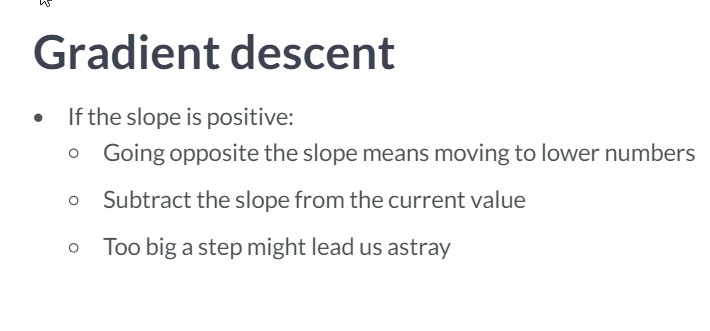 Gradient descent
• If the slope is positive:
○ Going opposite the slope means moving to lower numbers
○ Subtract the slope from the current value
○ Too big a step might lead us astray